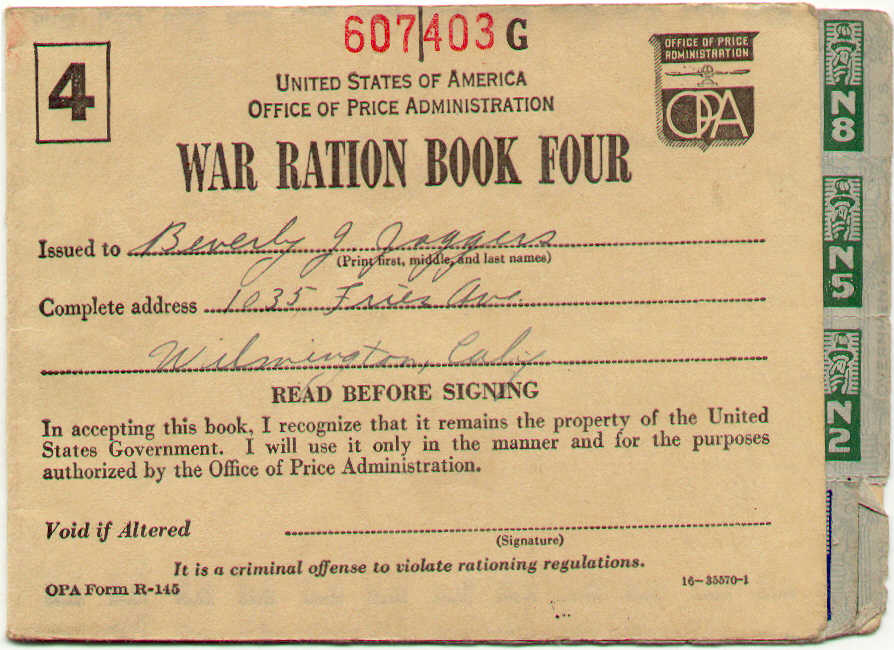 607403 G
4
OFFICE OF PRICE
ADMINISTRATION
OPA
UNITED STATES OF AMERICA
OFFICE OF PRICE ADMINISTRATION
WAR RATION BOOK FOUR
Issued to Beverly J. Joggers
(Print first, middle, and last names)
Complete address 1035 Fries Ave.
Wilmington, Calif
READ BEFORE SIGNING
In accepting this book, I recognize that it remains the property of the United
States Government. I will use it only in the manner and for the purposes
authorized by the Office of Price Administration.
Void if Altered
(Signature)
It is a criminal offense to violate rationing regulations.
OPA Form R-145
16-35570-1
N8
N5
N2